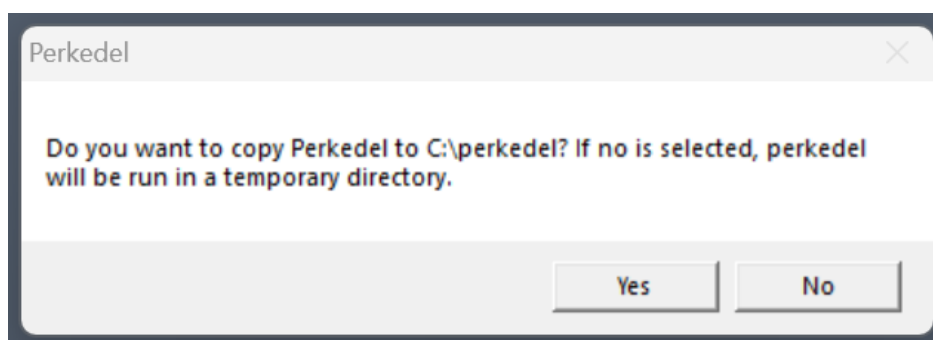 Perkedel
Do you want to copy Perkedel to C:\perkedel? If no is selected, perkedel
will be run in a temporary directory.
Yes No